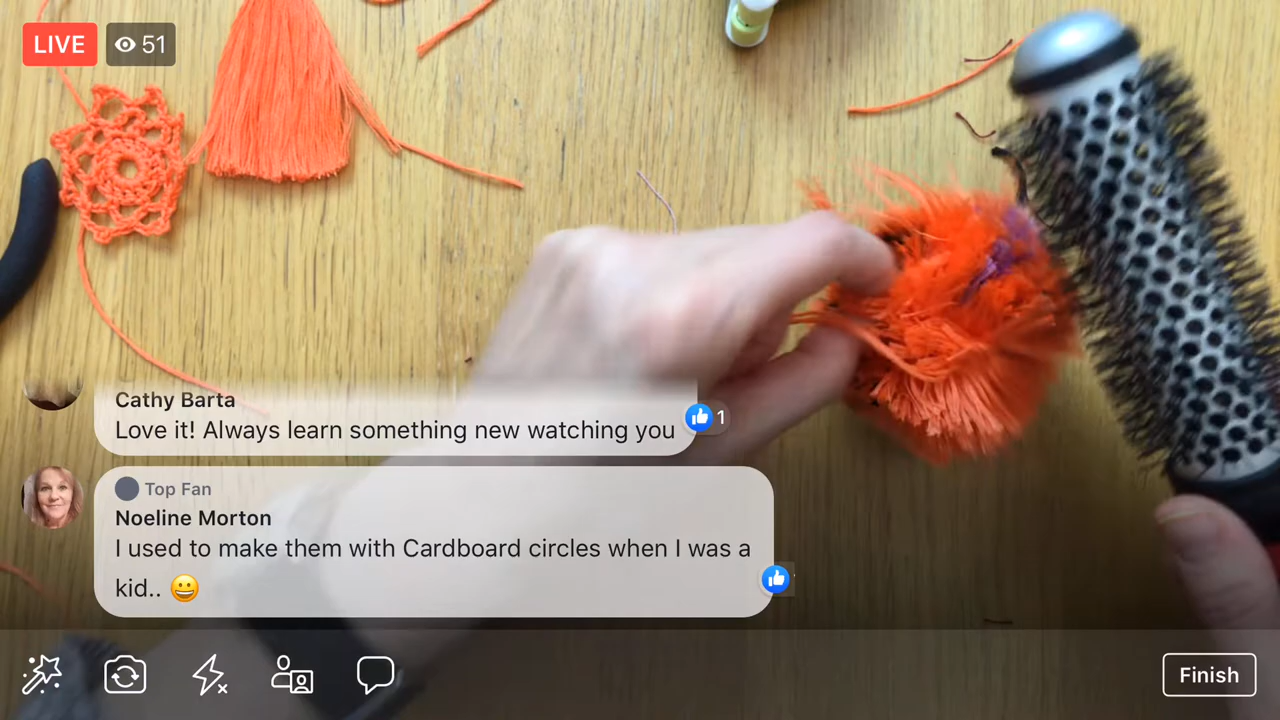 LIVE
51
Cathy Barta
Love it! Always learn something new watching you
1
Top Fan
Noeline Morton
I used to make them with Cardboard circles when I was a
kid.. 😀
Finish